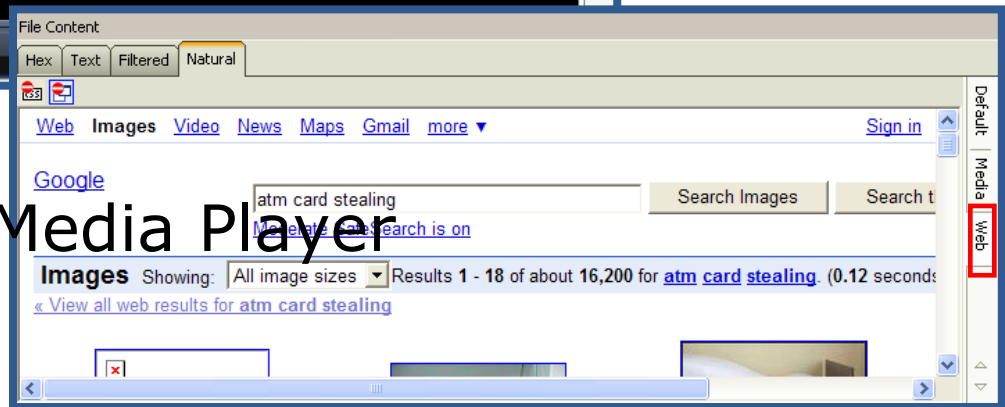 File Content
Hex Text Filtered Natural
Web Images Video News Maps Gmail more ▼ Sign in
Google
atm card stealing Search Images Search
Media Player
Moderate SafeSearch is on
Images Showing: All image sizes Results 1 - 18 of about 16,200 for atm card stealing. (0.12 seconds
« View all web results for atm card stealing
Default
Media
Web